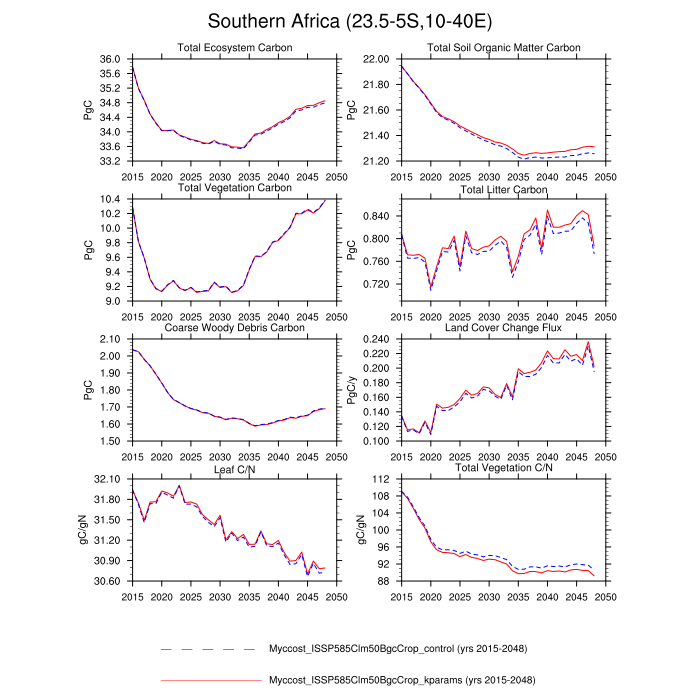 Southern Africa (23.5-5S,10-40E)
Total Ecosystem Carbon
PgC
36.0
35.6
35.2
34.8
34.4
34.0
33.6
33.2
2015 2020 2025 2030 2035 2040 2045 2050
Total Soil Organic Matter Carbon
PgC
22.00
21.80
21.60
21.40
21.20
2015 2020 2025 2030 2035 2040 2045 2050
Total Vegetation Carbon
PgC
10.4
10.2
10.0
9.8
9.6
9.4
9.2
9.0
2015 2020 2025 2030 2035 2040 2045 2050
Total Litter Carbon
PgC
0.840
0.800
0.760
0.720
2015 2020 2025 2030 2035 2040 2045 2050
Coarse Woody Debris Carbon
PgC
2.10
2.00
1.90
1.80
1.70
1.60
1.50
2015 2020 2025 2030 2035 2040 2045 2050
Land Cover Change Flux
PgC/y
0.240
0.220
0.200
0.180
0.160
0.140
0.120
0.100
2015 2020 2025 2030 2035 2040 2045 2050
Leaf C/N
gC/gN
32.10
31.80
31.50
31.20
30.90
30.60
2015 2020 2025 2030 2035 2040 2045 2050
Total Vegetation C/N
gC/gN
112
108
104
100
96
92
88
2015 2020 2025 2030 2035 2040 2045 2050
Myccost_ISSP585Clm50BgcCrop_control (yrs 2015-2048)
Myccost_ISSP585Clm50BgcCrop_kparams (yrs 2015-2048)